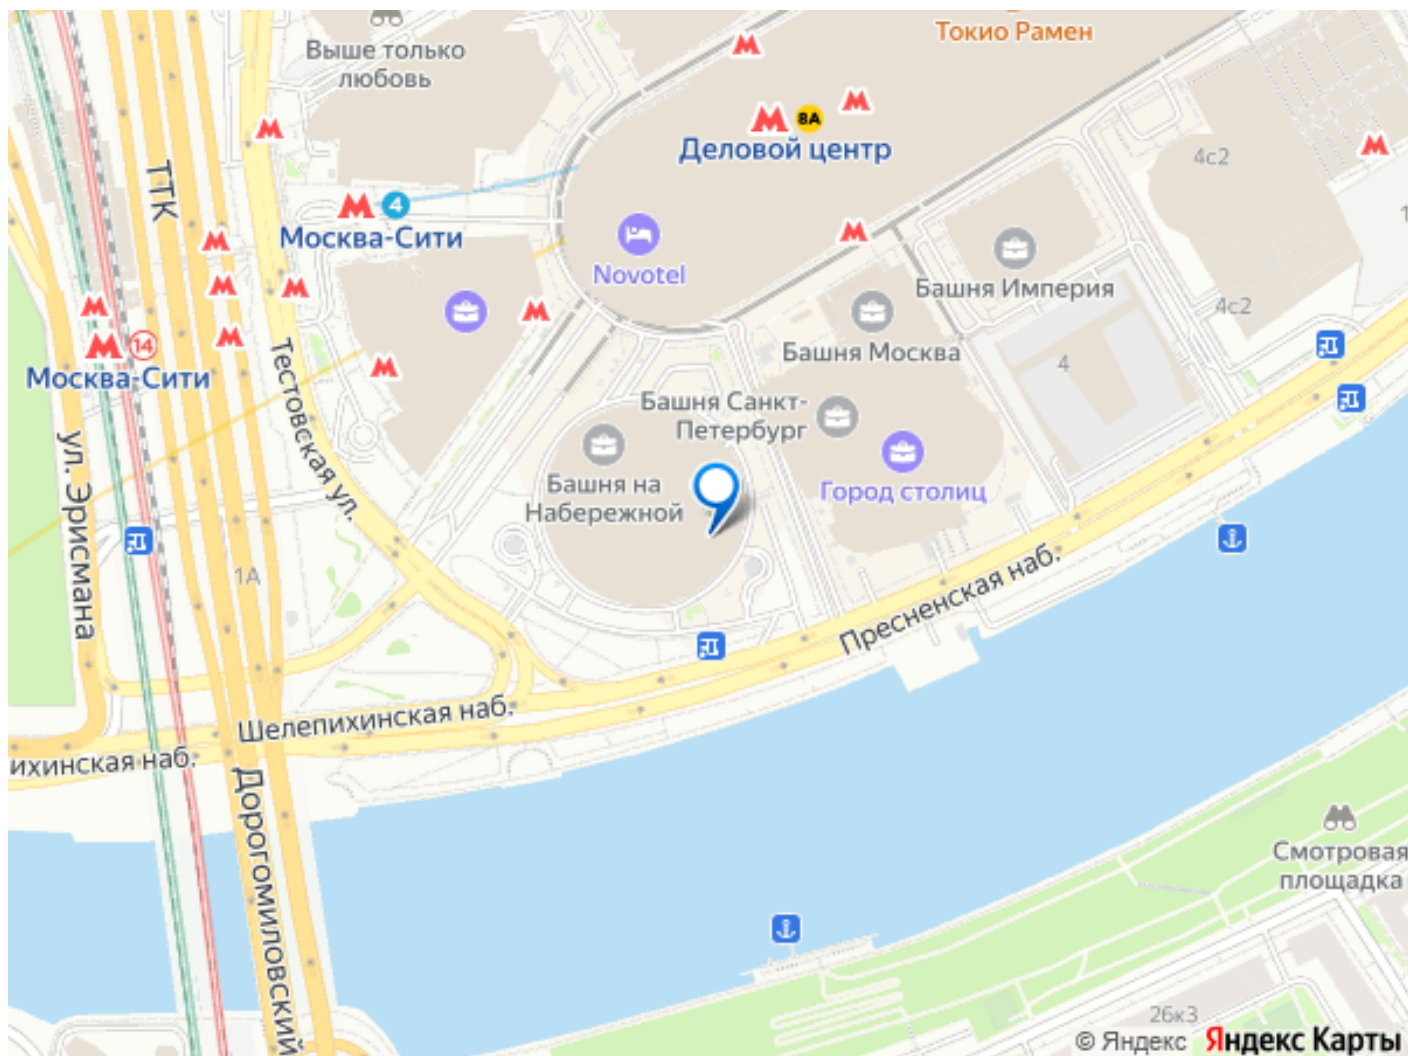 Токио Рамен
Выше только
любовь
8А
Деловой центр
4с2
ТТК
4
Москва-Сити
Novotel
Башня Империя
4с2
14
Москва-Сити
Башня Москва
4
Тестовская ул.
Башня Санкт-
Петербург
ул. Эрисмана
Башня на
Набережной
Город столиц
1А
Пресненская наб.
Шелепихинская наб.
ихинская наб.
Дорогомиловский
Смотровая
площадка
26к3
© Яндекс Яндекс Карты